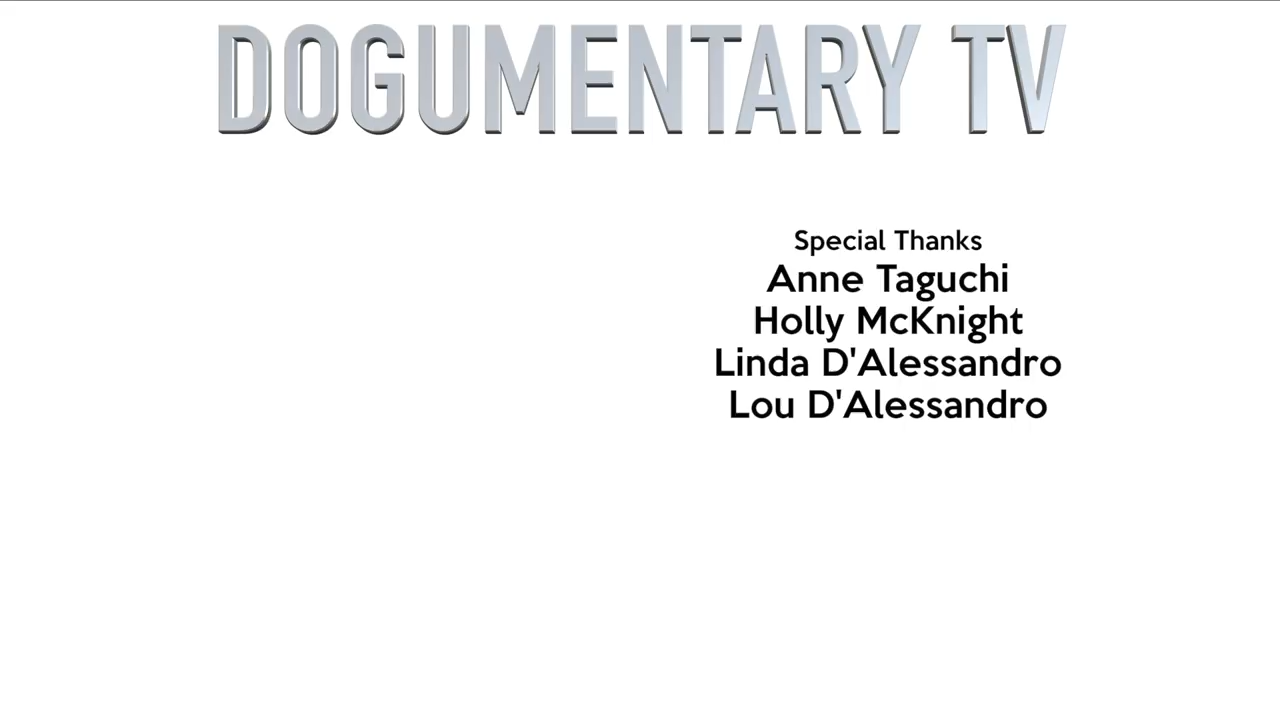 DOGUMENTARY TV
Special Thanks
Anne Taguchi
Holly McKnight
Linda D'Alessandro
Lou D'Alessandro